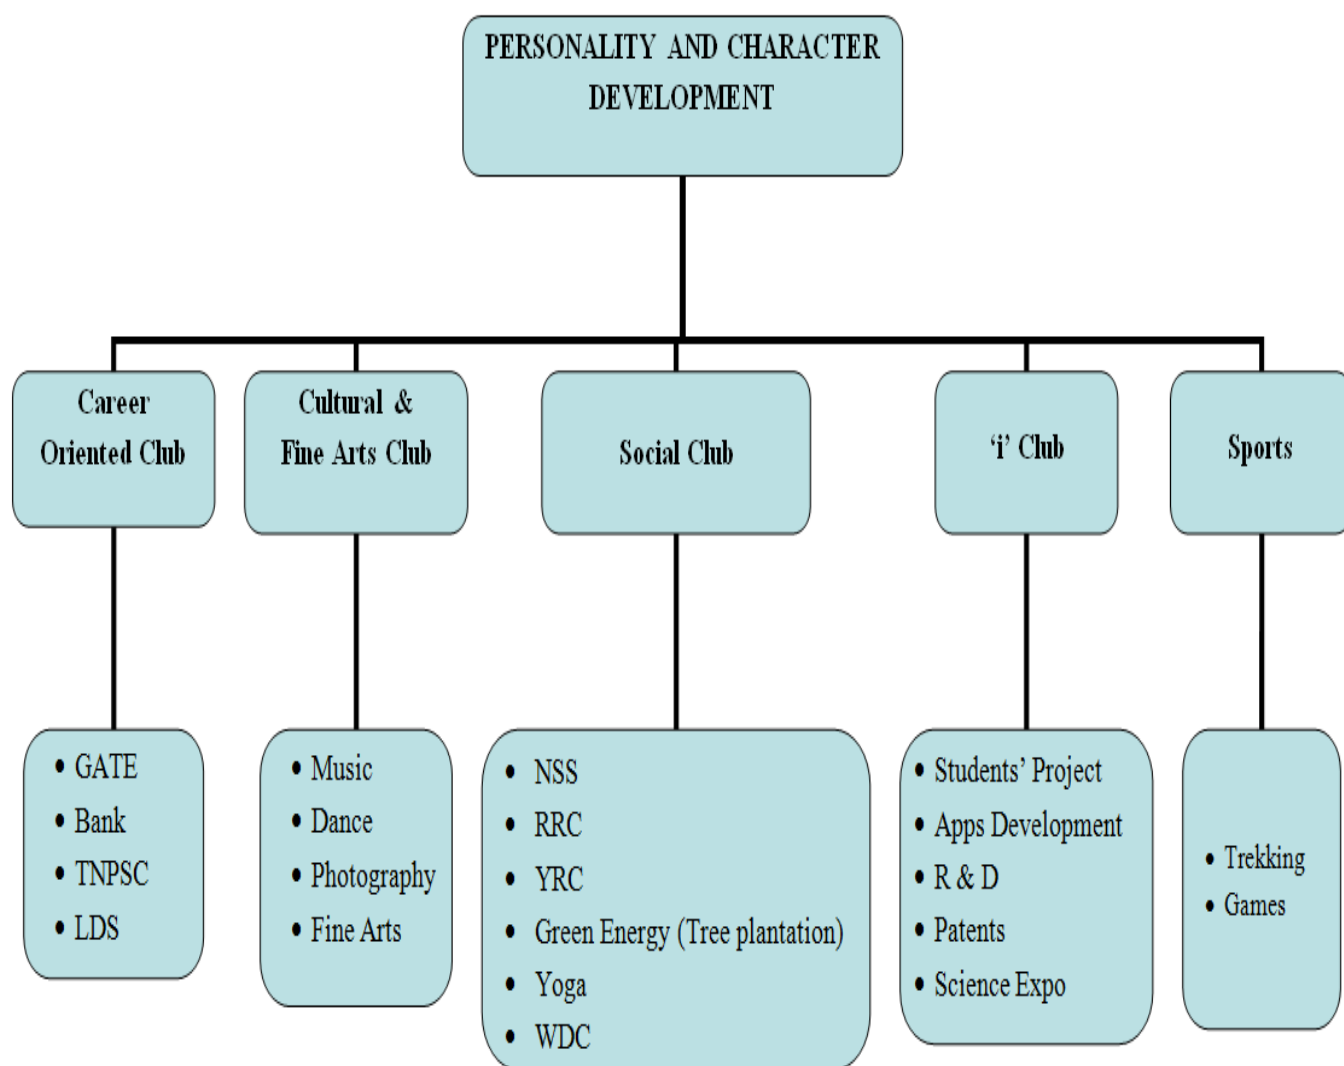 PERSONALITY AND CHARACTER
DEVELOPMENT
Career
Oriented Club
Cultural &
Fine Arts Club
Social Club
‘i’ Club
Sports
• GATE
• Bank
• TNPSC
• LDS
• Music
• Dance
• Photography
• Fine Arts
• NSS
• RRC
• YRC
• Green Energy (Tree plantation)
• Yoga
• WDC
• Students’ Project
• Apps Development
• R & D
• Patents
• Science Expo
• Trekking
• Games